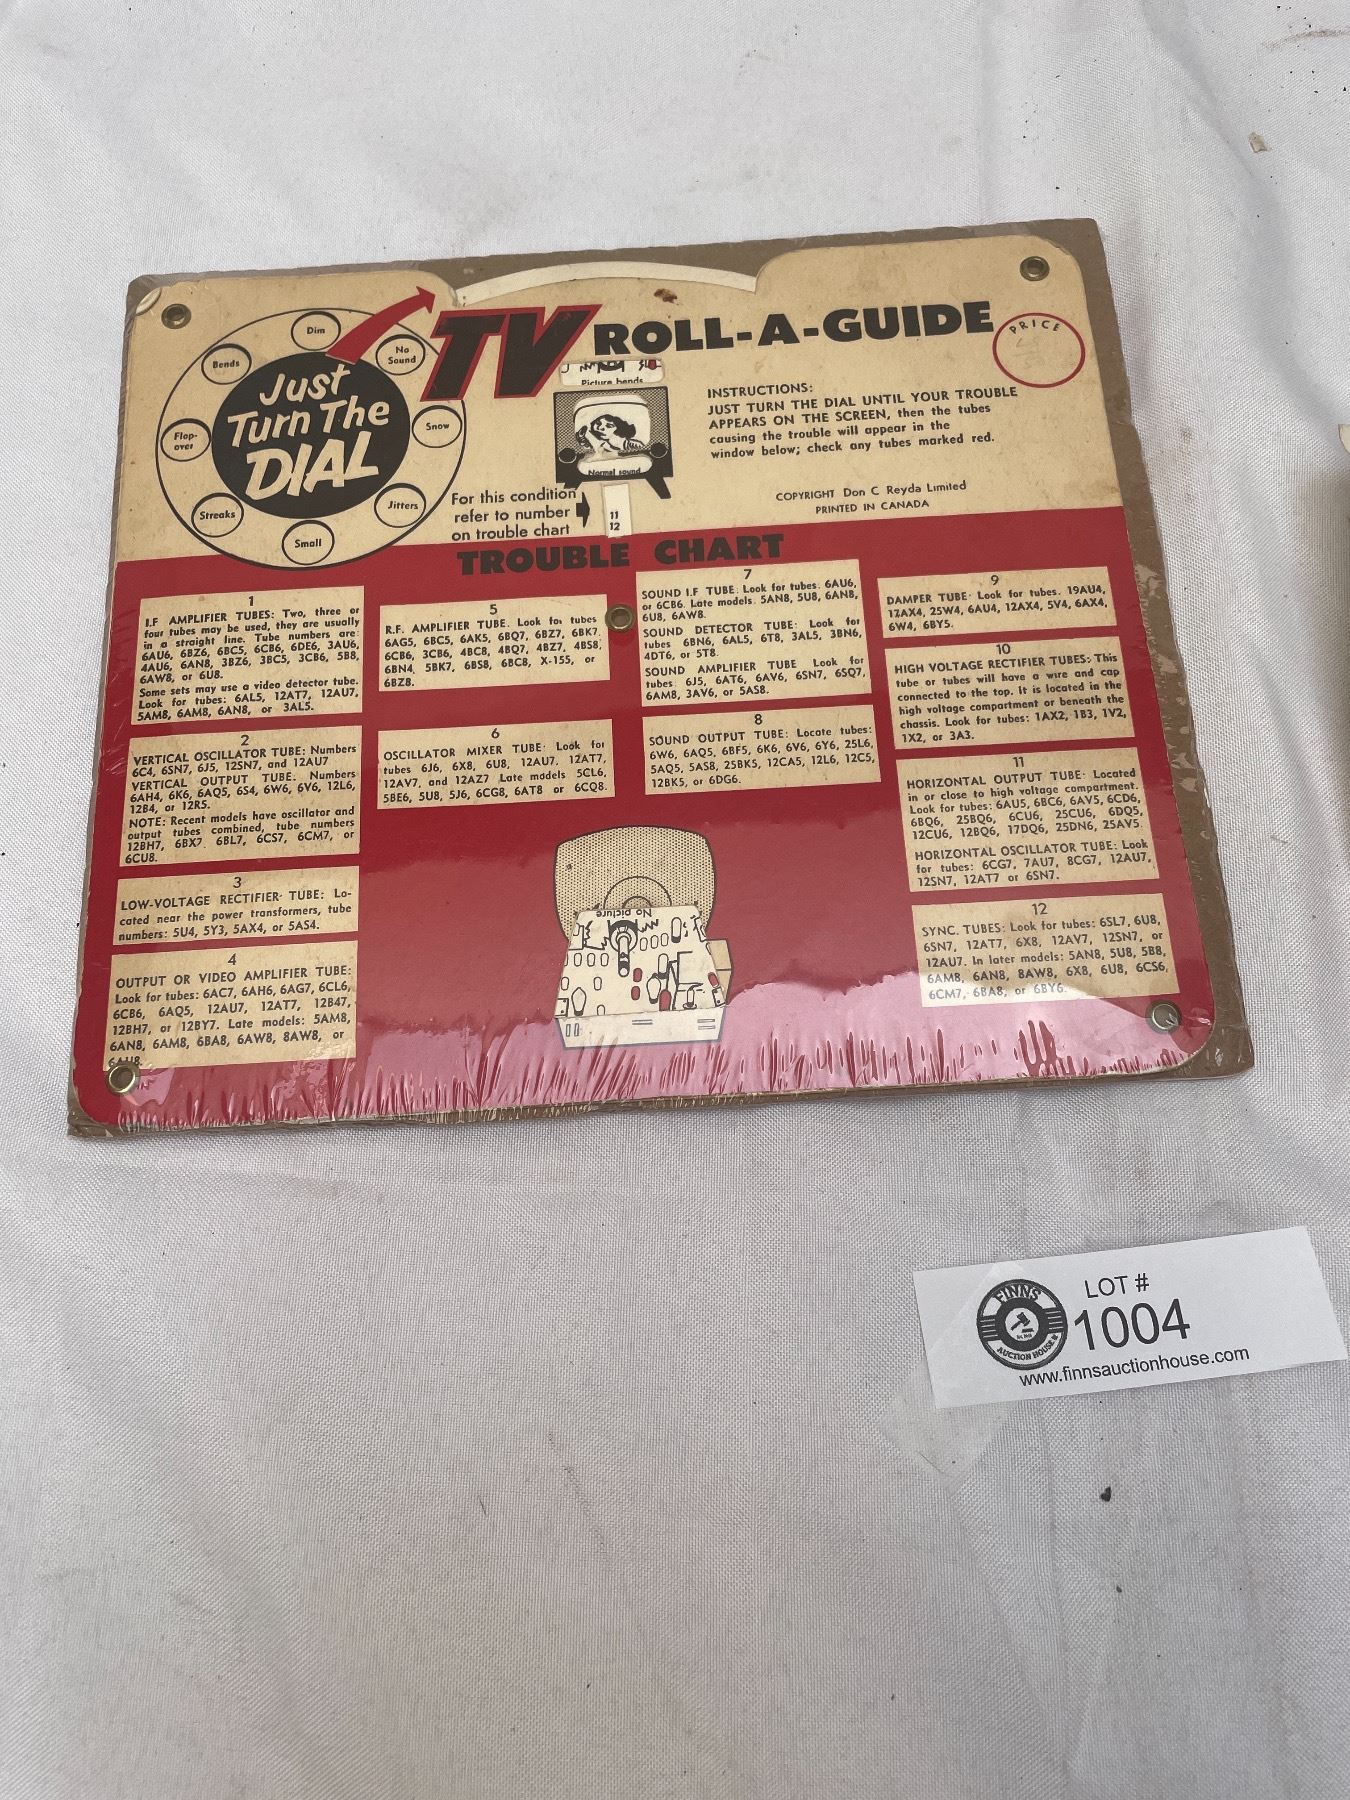 Dim
Bends
No
Sound
Just
Turn The
DIAL
Flop-
over
Snow
Streaks
Jitters
Small
TV ROLL-A-GUIDE
PRICE
Picture bends
Normal sound
INSTRUCTIONS:
JUST TURN THE DIAL UNTIL YOUR TROUBLE
APPEARS ON THE SCREEN, then the tubes
causing the trouble will appear in the
window below; check any tubes marked red.
For this condition
refer to number
on trouble chart
11
12
COPYRIGHT Don C Reyda Limited
PRINTED IN CANADA
TROUBLE CHART
1
I.F AMPLIFIER TUBES: Two, three or
four tubes may be used, they are usually
in a straight line. Tube numbers are:
6AU6, 6BZ6, 6BC5, 6CB6, 6DE6, 3AU6,
4AU6, 6AN8, 3BZ6, 3BC5, 3CB6, 5B8,
6AW8, or 6U8.
Some sets may use a video detector tube.
Look for tubes: 6AL5, 12AT7, 12AU7,
5AM8, 6AM8, 6AN8, or 3AL5.
2
VERTICAL OSCILLATOR TUBE: Numbers
6C4, 6SN7, 6J5, 12SN7, and 12AU7
VERTICAL OUTPUT TUBE. Numbers
6AH4, 6K6, 6AQ5, 6S4, 6W6, 6V6, 12L6,
12B4, or 12R5.
NOTE: Recent models have oscillator and
output tubes combined, tube numbers
12BH7, 6BX7 6BL7, 6CS7, 6CM7, or
6CU8.
3
LOW-VOLTAGE RECTIFIER TUBE: Lo-
cated near the power transformers, tube
numbers: 5U4, 5Y3, 5AX4, or 5AS4.
4
OUTPUT OR VIDEO AMPLIFIER TUBE:
Look for tubes: 6AC7, 6AH6, 6AG7, 6CL6,
6CB6, 6AQ5, 12AU7, 12AT7, 12B47,
12BH7, or 12BY7. Late models: 5AM8,
6AN8, 6AM8, 6BA8, 6AW8, 8AW8, or
6AU8.
5
R.F. AMPLIFIER TUBE. Look for tubes
6AG5, 6BC5, 6AK5, 6BQ7, 6BZ7, 6BK7
6CB6, 3CB6, 4BC8, 4BQ7, 4BZ7, 4BS8,
6BN4, 5BK7, 6BS8, 6BC8, X-155, or
6BZ8.
6
OSCILLATOR MIXER TUBE· Look for
tubes 6J6, 6X8, 6U8, 12AU7, 12AT7,
12AV7, and 12AZ7 Late models 5CL6,
5BE6, 5U8, 5J6, 6CG8, 6AT8 or 6CQ8.
7
SOUND I.F TUBE. Look for tubes. 6AU6,
or 6CB6. Late models. 5AN8, 5U8, 6AN8,
6U8, 6AW8.
SOUND DETECTOR TUBE: Look for
tubes 6BN6, 6AL5, 6T8, 3AL5, 3BN6,
4DT6, or 5T8.
SOUND AMPLIFIER TUBE Look for
tubes 6J5, 6AT6, 6AV6, 6SN7, 6SQ7,
6AM8, 3AV6, or 5AS8.
8
SOUND OUTPUT TUBE: Locate tubes:
6W6, 6AQ5, 6BF5, 6K6, 6V6, 6Y6, 25L6,
5AQ5, 5AS8, 25BK5, 12CA5, 12L6, 12C5,
12BK5, or 6DG6.
9
DAMPER TUBE· Look for tubes. 19AU4,
12AX4, 25W4, 6AU4, 12AX4, 5V4, 6AX4,
6W4, 6BY5.
10
HIGH VOLTAGE RECTIFIER TUBES: This
tube or tubes will have a wire and cap
connected to the top. It is located in the
high voltage compartment or beneath the
chassis. Look for tubes: 1AX2, 1B3, 1V2,
1X2, or 3A3.
11
HORIZONTAL OUTPUT TUBE· Located
in or close to high voltage compartment.
Look for tubes: 6AU5, 6BC6, 6AV5, 6CD6,
6BQ6, 25BQ6, 6CU6, 25CU6, 6DQ5,
12CU6, 12BQ6, 17DQ6, 25DN6, 25AV5
HORIZONTAL OSCILLATOR TUBE: Look
for tubes: 6CG7, 7AU7, 8CG7, 12AU7,
12SN7, 12AT7 or 6SN7.
12
SYNC. TUBES: Look for tubes: 6SL7, 6U8,
6SN7, 12AT7, 6X8, 12AV7, 12SN7, or
12AU7. In later models: 5AN8, 5U8, 5B8,
6AM8, 6AN8, 8AW8, 6X8, 6U8, 6CS6,
6CM7, 6BA8, or 6BY6.
No picture
FINNS
AUCTION HOUSE
LOT #
1004
www.finnsauctionhouse.com